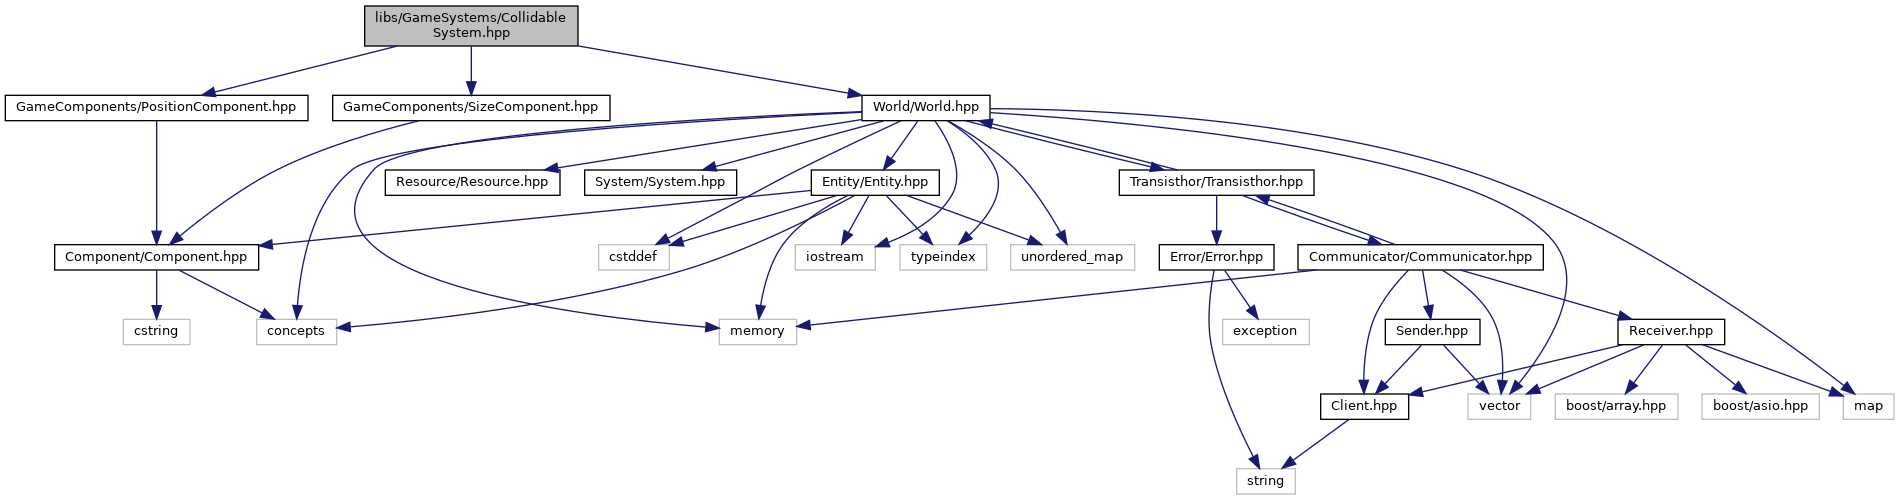 libs/GameSystems/Collidable
System.hpp
GameComponents/PositionComponent.hpp
GameComponents/SizeComponent.hpp
World/World.hpp
Resource/Resource.hpp
System/System.hpp
Entity/Entity.hpp
Transisthor/Transisthor.hpp
Component/Component.hpp
cstddef
iostream
typeindex
unordered_map
Error/Error.hpp
Communicator/Communicator.hpp
cstring
concepts
memory
exception
Sender.hpp
Receiver.hpp
Client.hpp
vector
boost/array.hpp
boost/asio.hpp
map
string